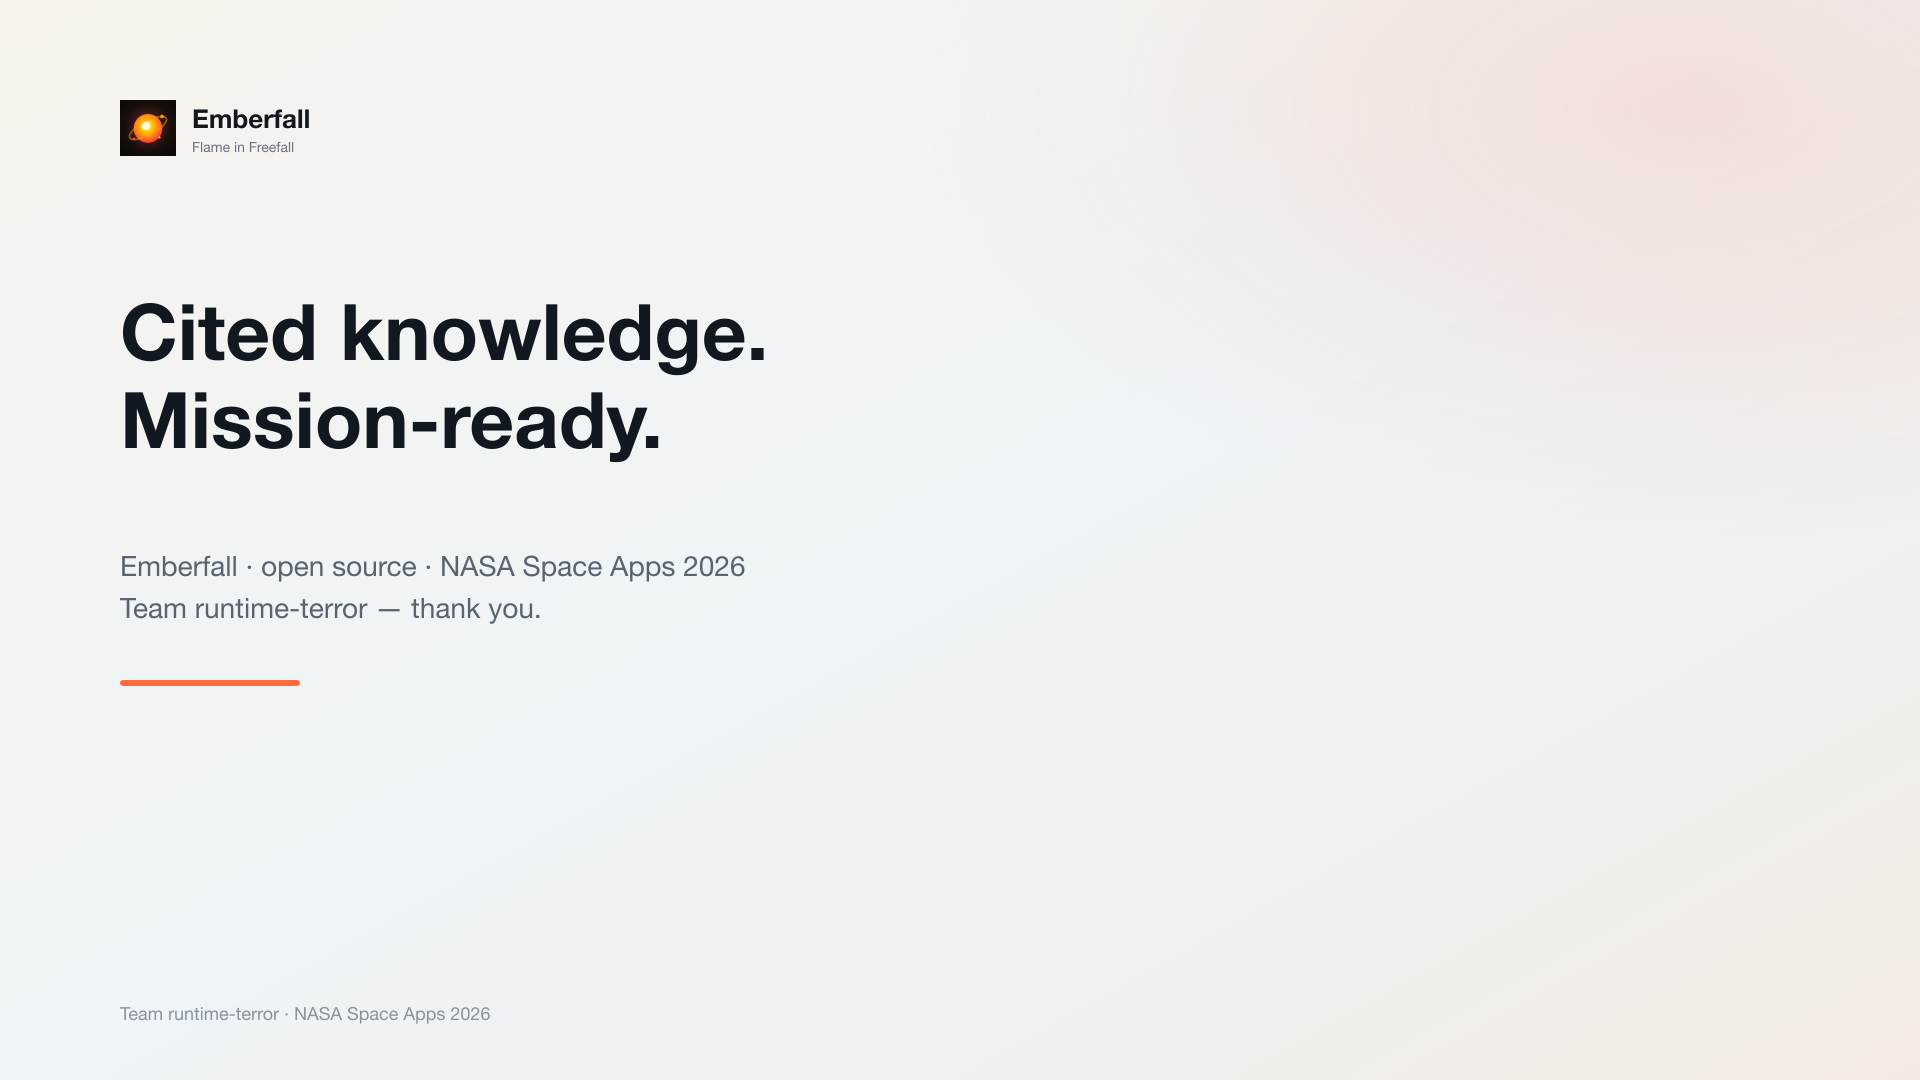 Emberfall
Flame in Freefall
Cited knowledge.
Mission-ready.
Emberfall · open source · NASA Space Apps 2026
Team runtime-terror — thank you.
Team runtime-terror · NASA Space Apps 2026